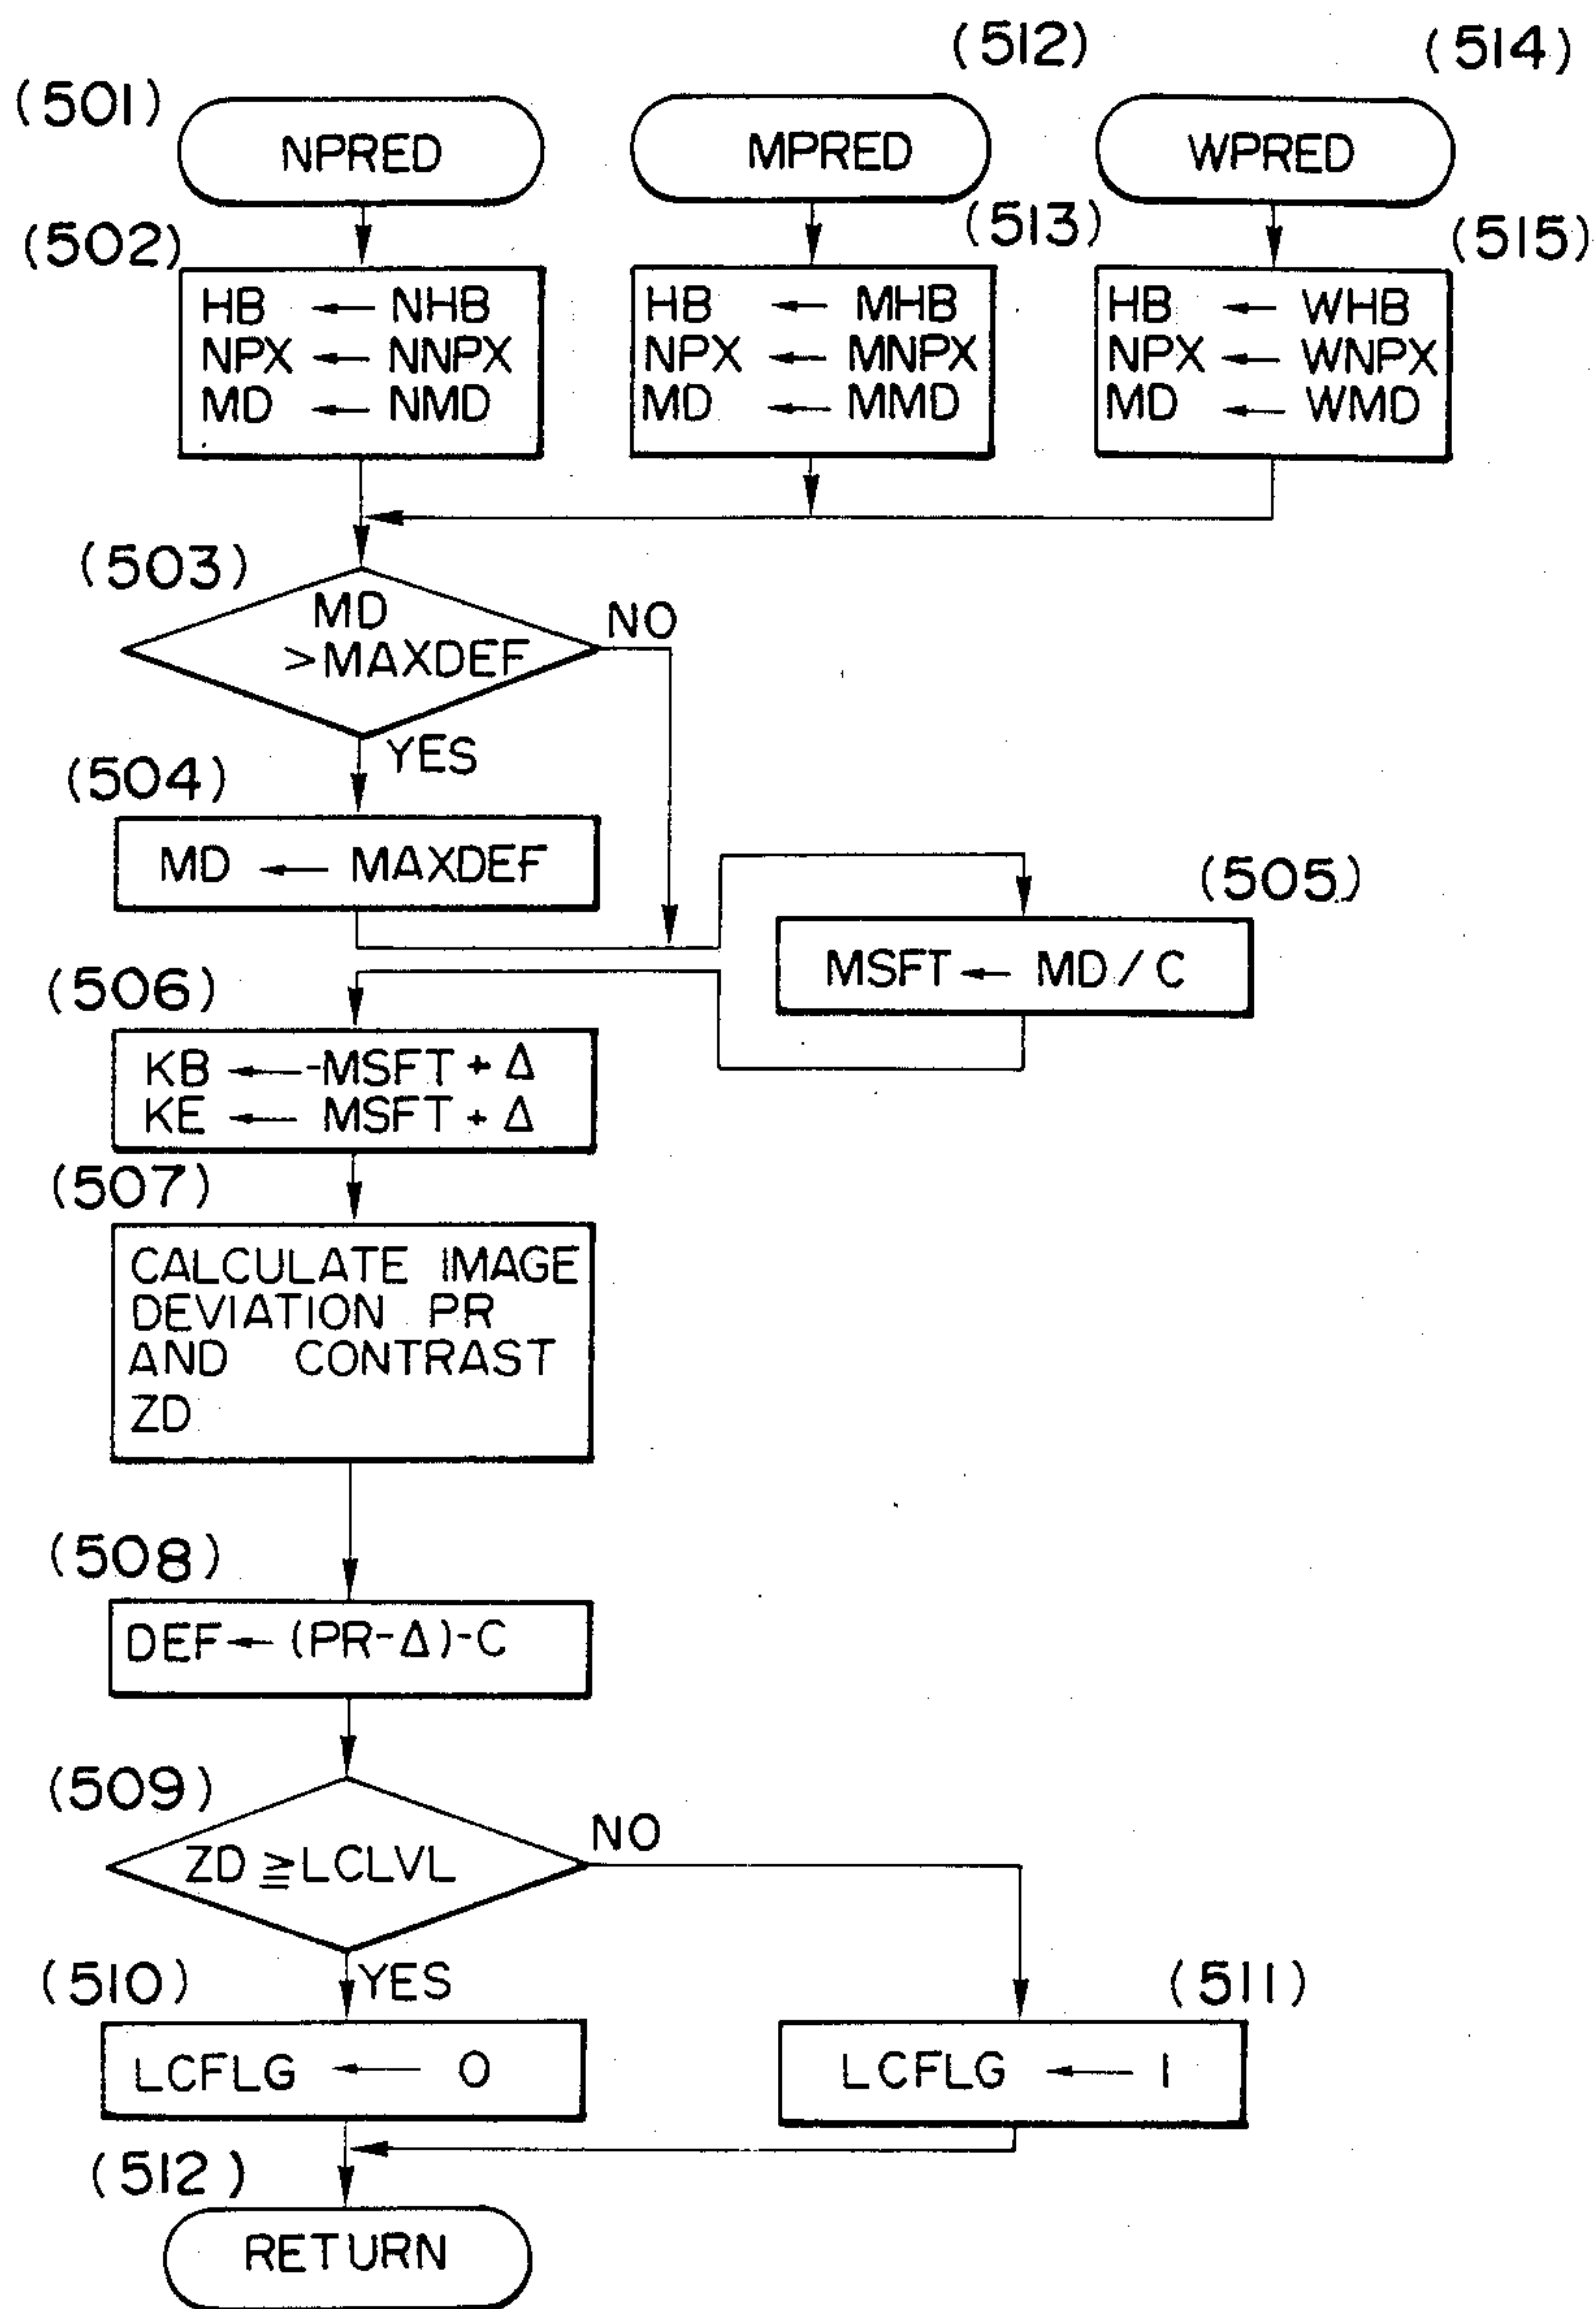 (501)
NPRED
(512)
MPRED
(514)
WPRED
(502)
HB ← NHB
NPX ← NNPX
MD ← NMD
(513)
HB ← MHB
NPX ← MNPX
MD ← MMD
(515)
HB ← WHB
NPX ← WNPX
MD ← WMD
(503)
MD
>MAXDEF
NO
YES
(504)
MD ← MAXDEF
(505)
MSFT ← MD/C
(506)
KB ← -MSFT + Δ
KE ← MSFT + Δ
(507)
CALCULATE IMAGE
DEVIATION PR
AND CONTRAST
ZD
(508)
DEF ← (PR-Δ)-C
(509)
ZD ≧ LCLVL
NO
YES
(510)
LCFLG ← 0
(511)
LCFLG ← 1
(512)
RETURN